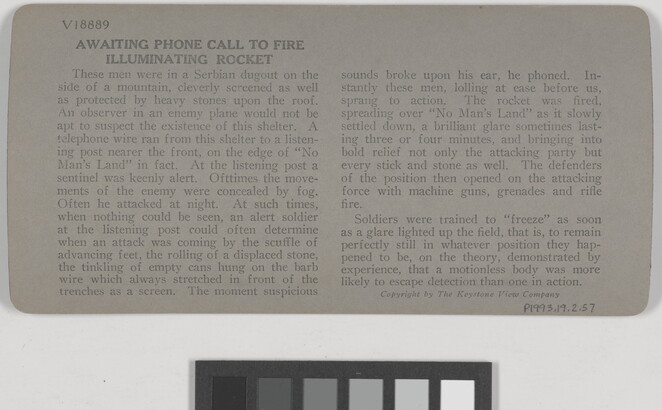 V18889
AWAITING PHONE CALL TO FIRE
ILLUMINATING ROCKET
These men were in a Serbian dugout on the
side of a mountain, cleverly screened as well
as protected by heavy stones upon the roof.
An observer in an enemy plane would not be
apt to suspect the existence of this shelter. A
telephone wire ran from this shelter to a listen-
ing post nearer the front, on the edge of "No
Man's Land" in fact. At the listening post a
sentinel was keenly alert. Ofttimes the move-
ments of the enemy were concealed by fog.
Often he attacked at night. At such times,
when nothing could be seen, an alert soldier
at the listening post could often determine
when an attack was coming by the scuffle of
advancing feet, the rolling of a displaced stone,
the tinkling of empty cans hung on the barb
wire which always stretched in front of the
trenches as a screen. The moment suspicious
sounds broke upon his ear, he phoned. In-
stantly these men, lolling at ease before us,
sprang to action. The rocket was fired,
spreading over "No Man's Land" as it slowly
settled down, a brilliant glare sometimes last-
ing three or four minutes, and bringing into
bold relief not only the attacking party but
every stick and stone as well. The defenders
of the position then opened on the attacking
force with machine guns, grenades and rifle
fire.
Soldiers were trained to "freeze" as soon
as a glare lighted up the field, that is, to remain
perfectly still in whatever position they hap-
pened to be, on the theory, demonstrated by
experience, that a motionless body was more
likely to escape detection than one in action.
Copyright by The Keystone View Company
P1995.19.2.57